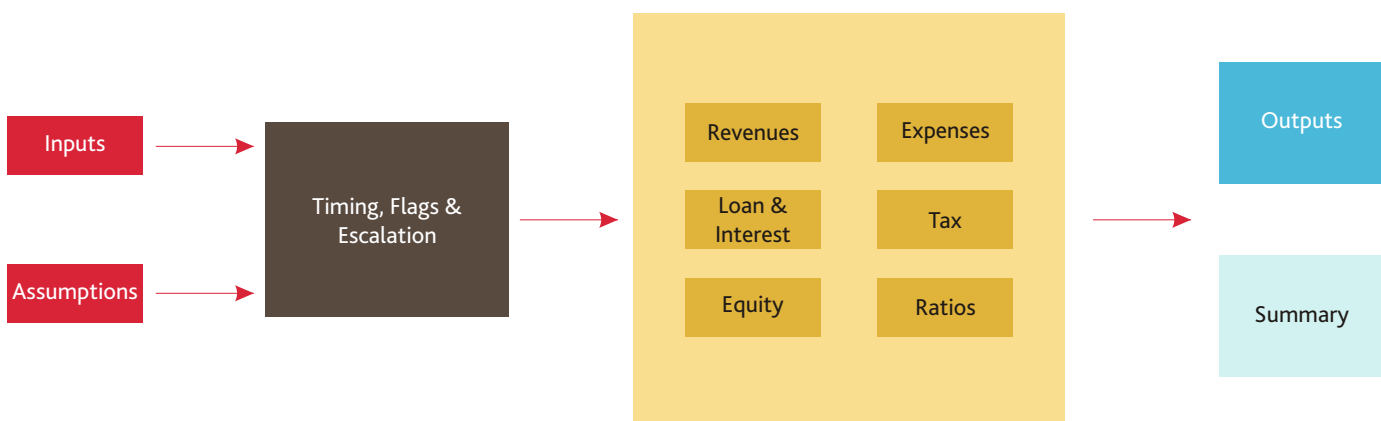 Inputs
Assumptions
Timing, Flags &
Escalation
Revenues
Expenses
Loan &
Interest
Tax
Equity
Ratios
Outputs
Summary